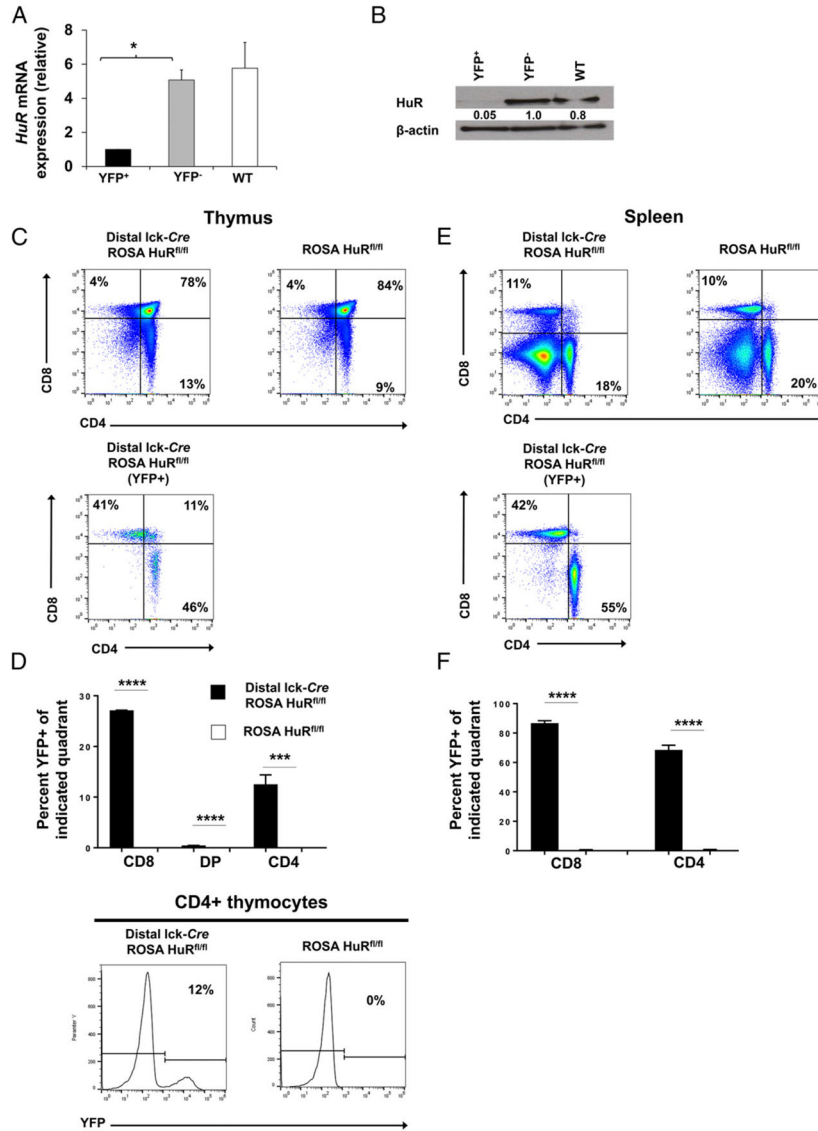 A
HuR mRNA
expression (relative)
8
6
4
2
0
*
YFP⁺
YFP⁻
WT
B
YFP⁺
YFP⁻
WT
HuR
0.05
1.0
0.8
β-actin
Thymus
C
Distal lck-Cre
ROSA HuRfl/fl
ROSA HuRfl/fl
4%
78%
4%
84%
13%
9%
CD8
CD4
Distal lck-Cre
ROSA HuRfl/fl
(YFP+)
41%
11%
46%
CD8
CD4
Spleen
E
Distal lck-Cre
ROSA HuRfl/fl
ROSA HuRfl/fl
11%
10%
18%
20%
CD8
CD4
Distal lck-Cre
ROSA HuRfl/fl
(YFP+)
42%
55%
CD8
CD4
D
Percent YFP+ of
indicated quadrant
30
20
10
0
****
****
***
CD8
DP
CD4
Distal lck-Cre
ROSA HuRfl/fl
ROSA HuRfl/fl
F
Percent YFP+ of
indicated quadrant
100
80
60
40
20
0
****
****
CD8
CD4
CD4+ thymocytes
Distal lck-Cre
ROSA HuRfl/fl
ROSA HuRfl/fl
12%
0%
Count
YFP